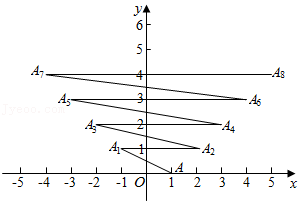 y
6
5
A₇ 4 A₈
A₅ 3 A₆
A₃ 2 A₄
A₁ 1 A₂
A
-5 -4 -3 -2 -1 O 1 2 3 4 5 x